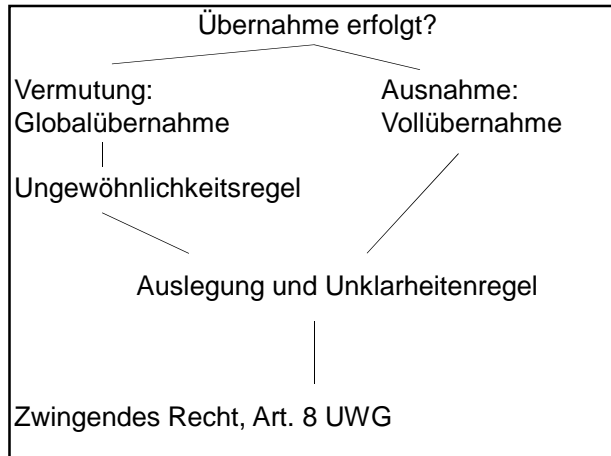 Übernahme erfolgt?
Vermutung:
Globalübernahme
Ausnahme:
Vollübernahme
Ungewöhnlichkeitsregel
Auslegung und Unklarheitenregel
Zwingendes Recht, Art. 8 UWG